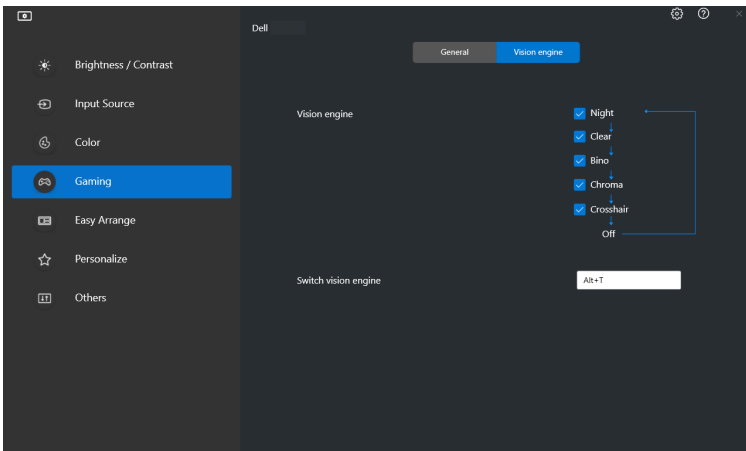 Dell
General
Vision engine
Brightness / Contrast
Input Source
Color
Gaming
Easy Arrange
Personalize
Others
Vision engine
Night
Clear
Bino
Chroma
Crosshair
Off
Switch vision engine
Alt+T